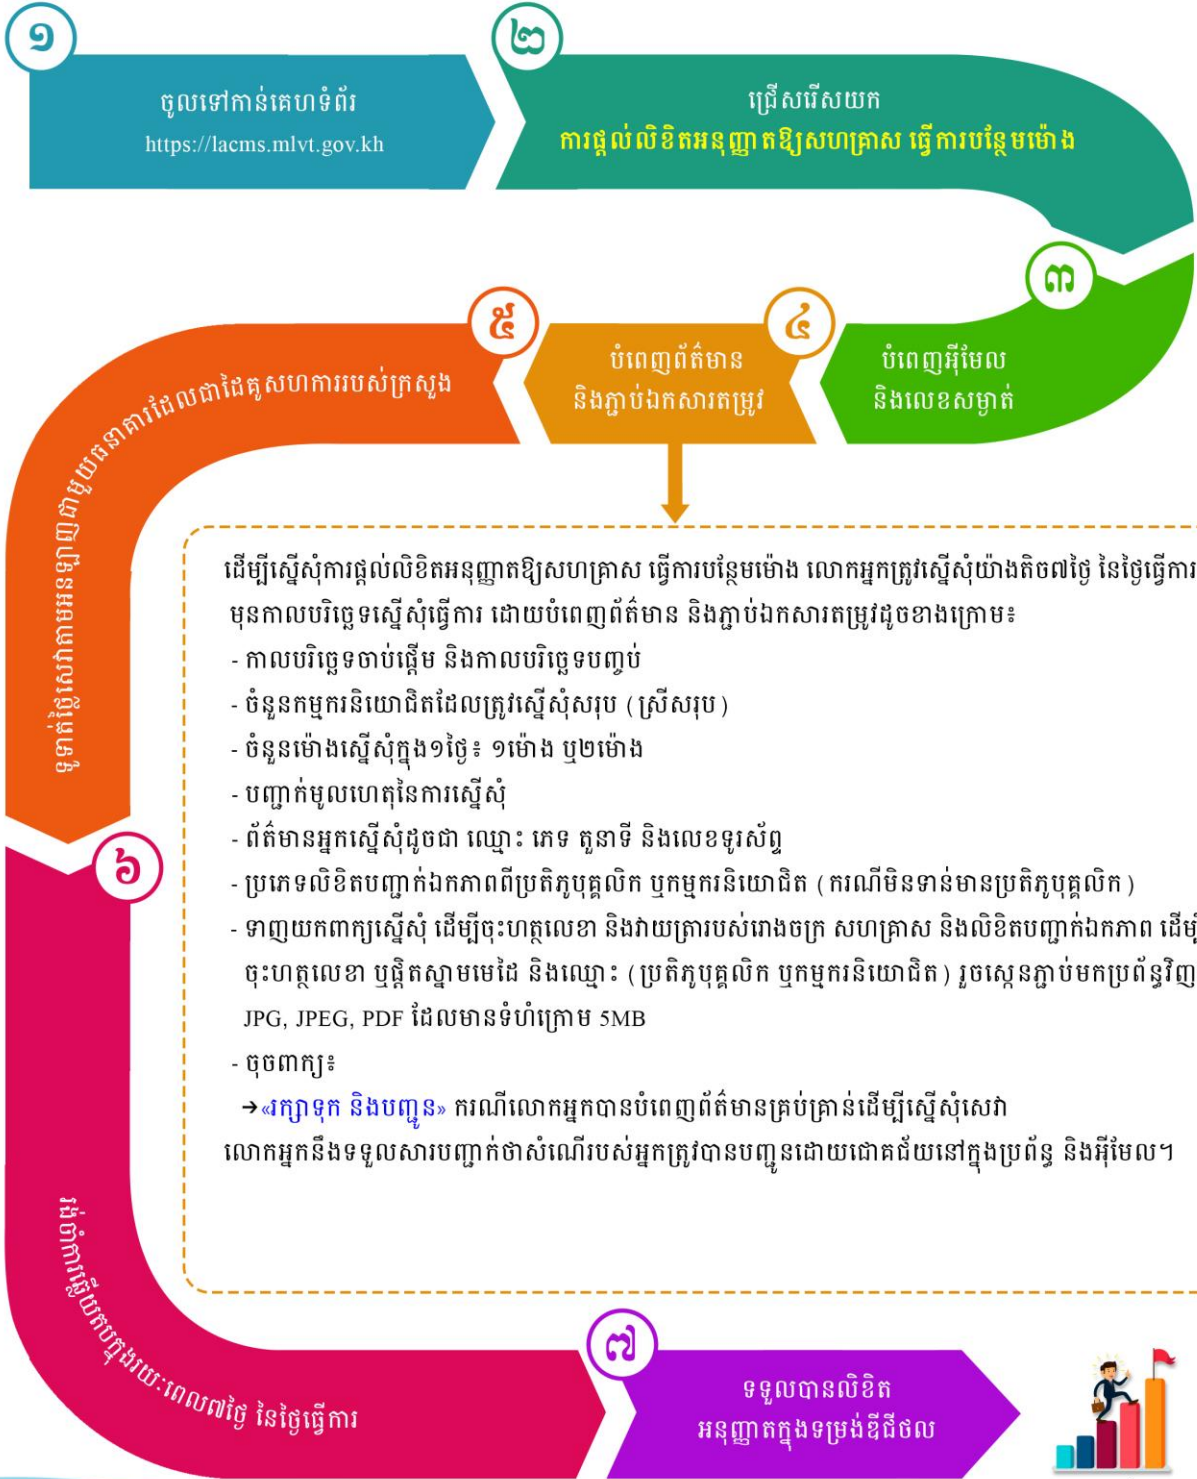 ១
ចូលទៅកាន់គេហទំព័រ
https://lacms.mlvt.gov.kh
២
ជ្រើសរើសយក
ការផ្តល់លិខិតអនុញ្ញាតឱ្យសហគ្រាស ធ្វើការបន្ថែមម៉ោង
៣
បំពេញអ៊ីមែល
និងលេខសម្ងាត់
៤
បំពេញព័ត៌មាន
និងភ្ជាប់ឯកសារតម្រូវ
ដើម្បីស្នើសុំការផ្តល់លិខិតអនុញ្ញាតឱ្យសហគ្រាស ធ្វើការបន្ថែមម៉ោង លោកអ្នកត្រូវស្នើសុំយ៉ាងតិច៧ថ្ងៃ នៃថ្ងៃធ្វើការ
មុនកាលបរិច្ឆេទស្នើសុំធ្វើការ ដោយបំពេញព័ត៌មាន និងភ្ជាប់ឯកសារតម្រូវដូចខាងក្រោម៖
- កាលបរិច្ឆេទចាប់ផ្តើម និងកាលបរិច្ឆេទបញ្ចប់
- ចំនួនកម្មករនិយោជិតដែលត្រូវស្នើសុំសរុប (ស្រីសរុប)
- ចំនួនម៉ោងស្នើសុំក្នុង១ថ្ងៃ៖ ១ម៉ោង ឬ២ម៉ោង
- បញ្ជាក់មូលហេតុនៃការស្នើសុំ
- ព័ត៌មានអ្នកស្នើសុំដូចជា ឈ្មោះ ភេទ តួនាទី និងលេខទូរស័ព្ទ
- ប្រភេទលិខិតបញ្ជាក់ឯកភាពពីប្រតិភូបុគ្គលិក ឬកម្មករនិយោជិត (ករណីមិនទាន់មានប្រតិភូបុគ្គលិក)
- ទាញយកពាក្យស្នើសុំ ដើម្បីចុះហត្ថលេខា និងវាយត្រារបស់រោងចក្រ សហគ្រាស និងលិខិតបញ្ជាក់ឯកភាព
ចុះហត្ថលេខា ឬផ្តិតស្នាមមេដៃ និងឈ្មោះ (ប្រតិភូបុគ្គលិក ឬកម្មករនិយោជិត) រួចស្កេនភ្ជាប់មកប្រព័ន្ធវិញ
JPG, JPEG, PDF ដែលមានទំហំក្រោម 5MB
- ចុចពាក្យ៖
➔«រក្សាទុក និងបញ្ជូន» ករណីលោកអ្នកបានបំពេញព័ត៌មានគ្រប់គ្រាន់ដើម្បីស្នើសុំសេវា
លោកអ្នកនឹងទទួលសារបញ្ជាក់ថាសំណើរបស់អ្នកត្រូវបានបញ្ជូនដោយជោគជ័យនៅក្នុងប្រព័ន្ធ និងអ៊ីមែល។
៥
ទូទាត់ថ្លៃសេវាតាមអនឡាញជាមួយធនាគារដែលជាដៃគូសហការរបស់ក្រសួង
៦
រង់ចាំការឆ្លើយតបក្នុងរយៈពេល៧ថ្ងៃ នៃថ្ងៃធ្វើការ
៧
ទទួលបានលិខិត
អនុញ្ញាតក្នុងទម្រង់ឌីជីថល